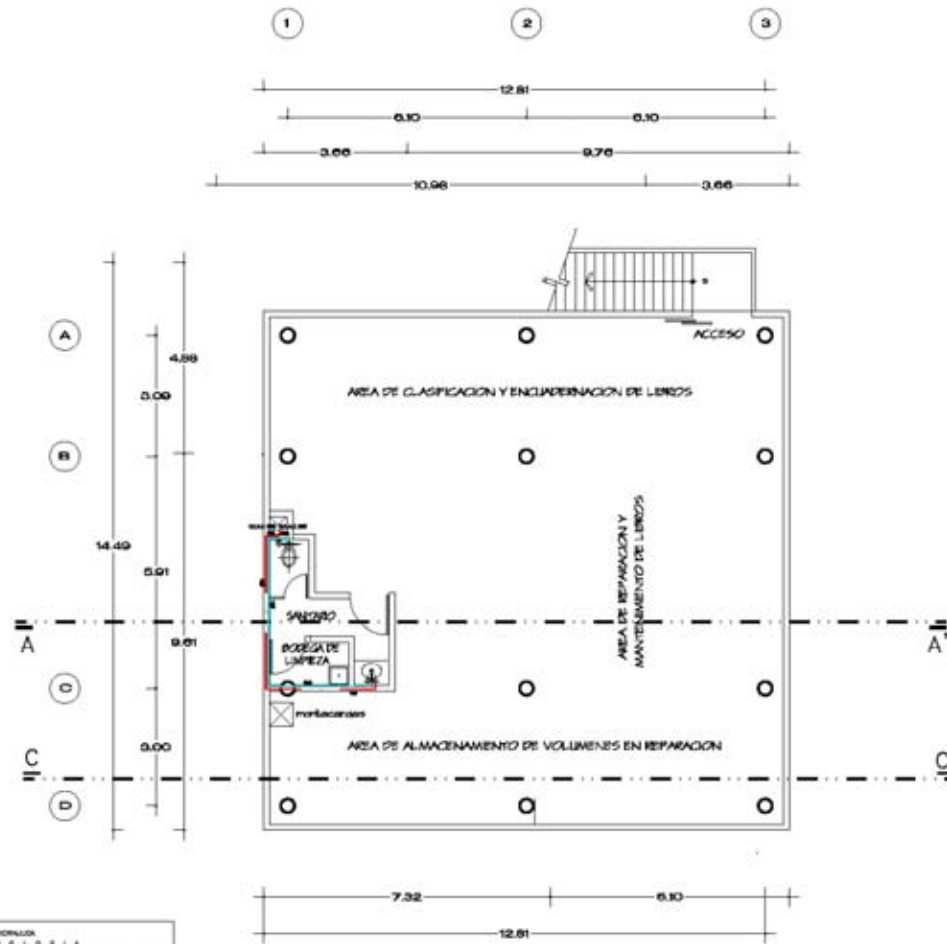 1 2 3
12.81
6.10 6.10
3.66 9.76
10.98 3.66
S
ACCESO
A
4.88
3.09
AREA DE CLASIFICACION Y ENCUADERNACION DE LIBROS
B
AREA DE REPARACION Y
MANTENIMIENTO DE LIBROS
14.49
5.91
SANITARIO
A A'
9.61
BODEGA DE
LIMPIEZA
C
montacargas
3.00
AREA DE ALMACENAMIENTO DE VOLUMENES EN REPARACION
C
D
7.32 6.10
12.81